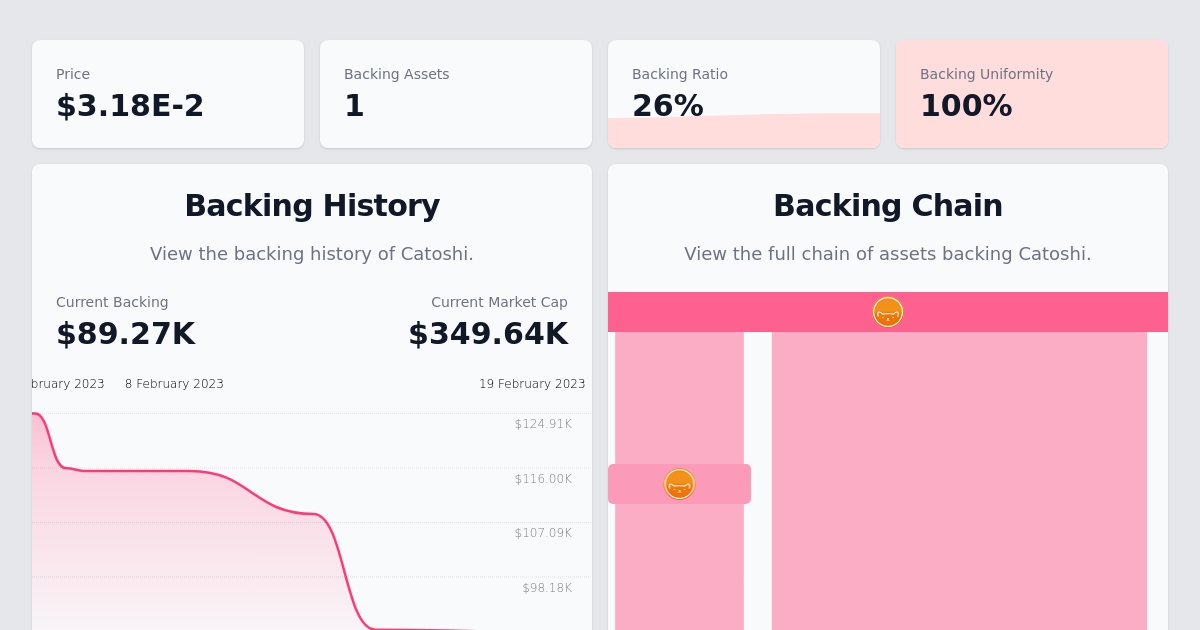 Price
$3.18E-2
Backing Assets
1
Backing Ratio
26%
Backing Uniformity
100%
Backing History
View the backing history of Catoshi.
Current Backing
$89.27K
Current Market Cap
$349.64K
bruary 2023
8 February 2023
19 February 2023
$124.91K
$116.00K
$107.09K
$98.18K
Backing Chain
View the full chain of assets backing Catoshi.